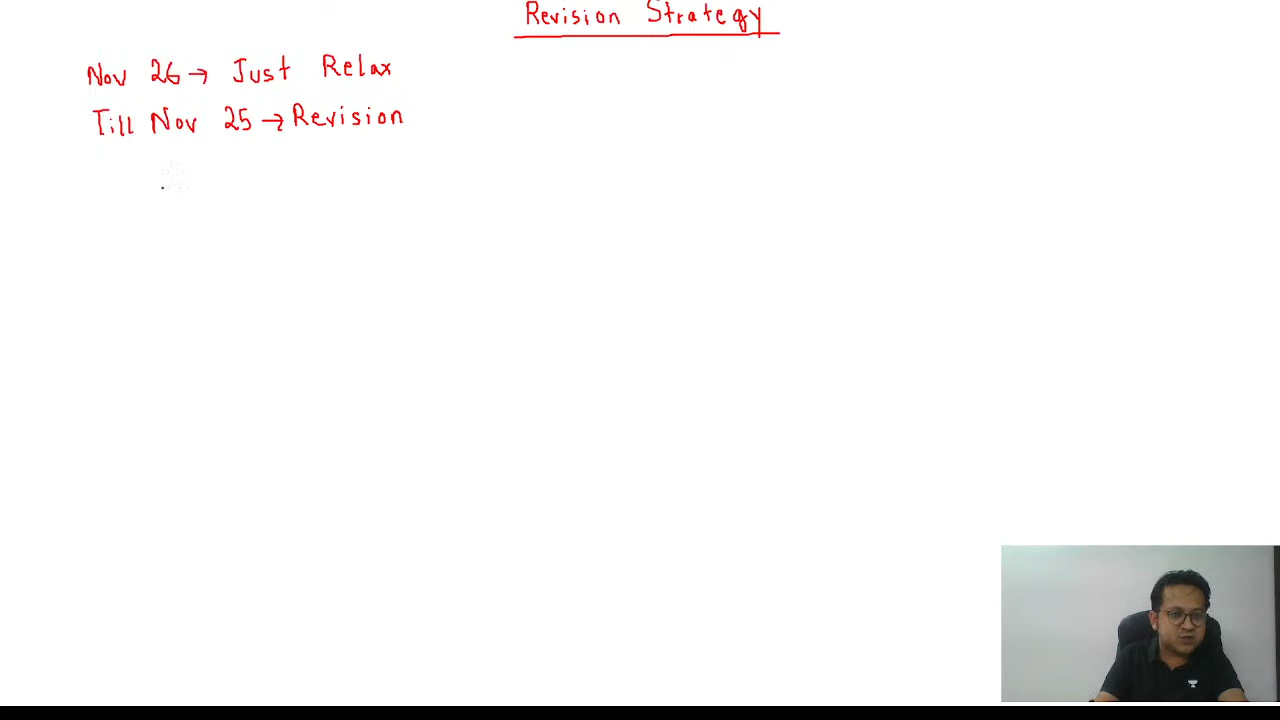 Revision Strategy
Nov 26 → Just Relax
Till Nov 25 → Revision